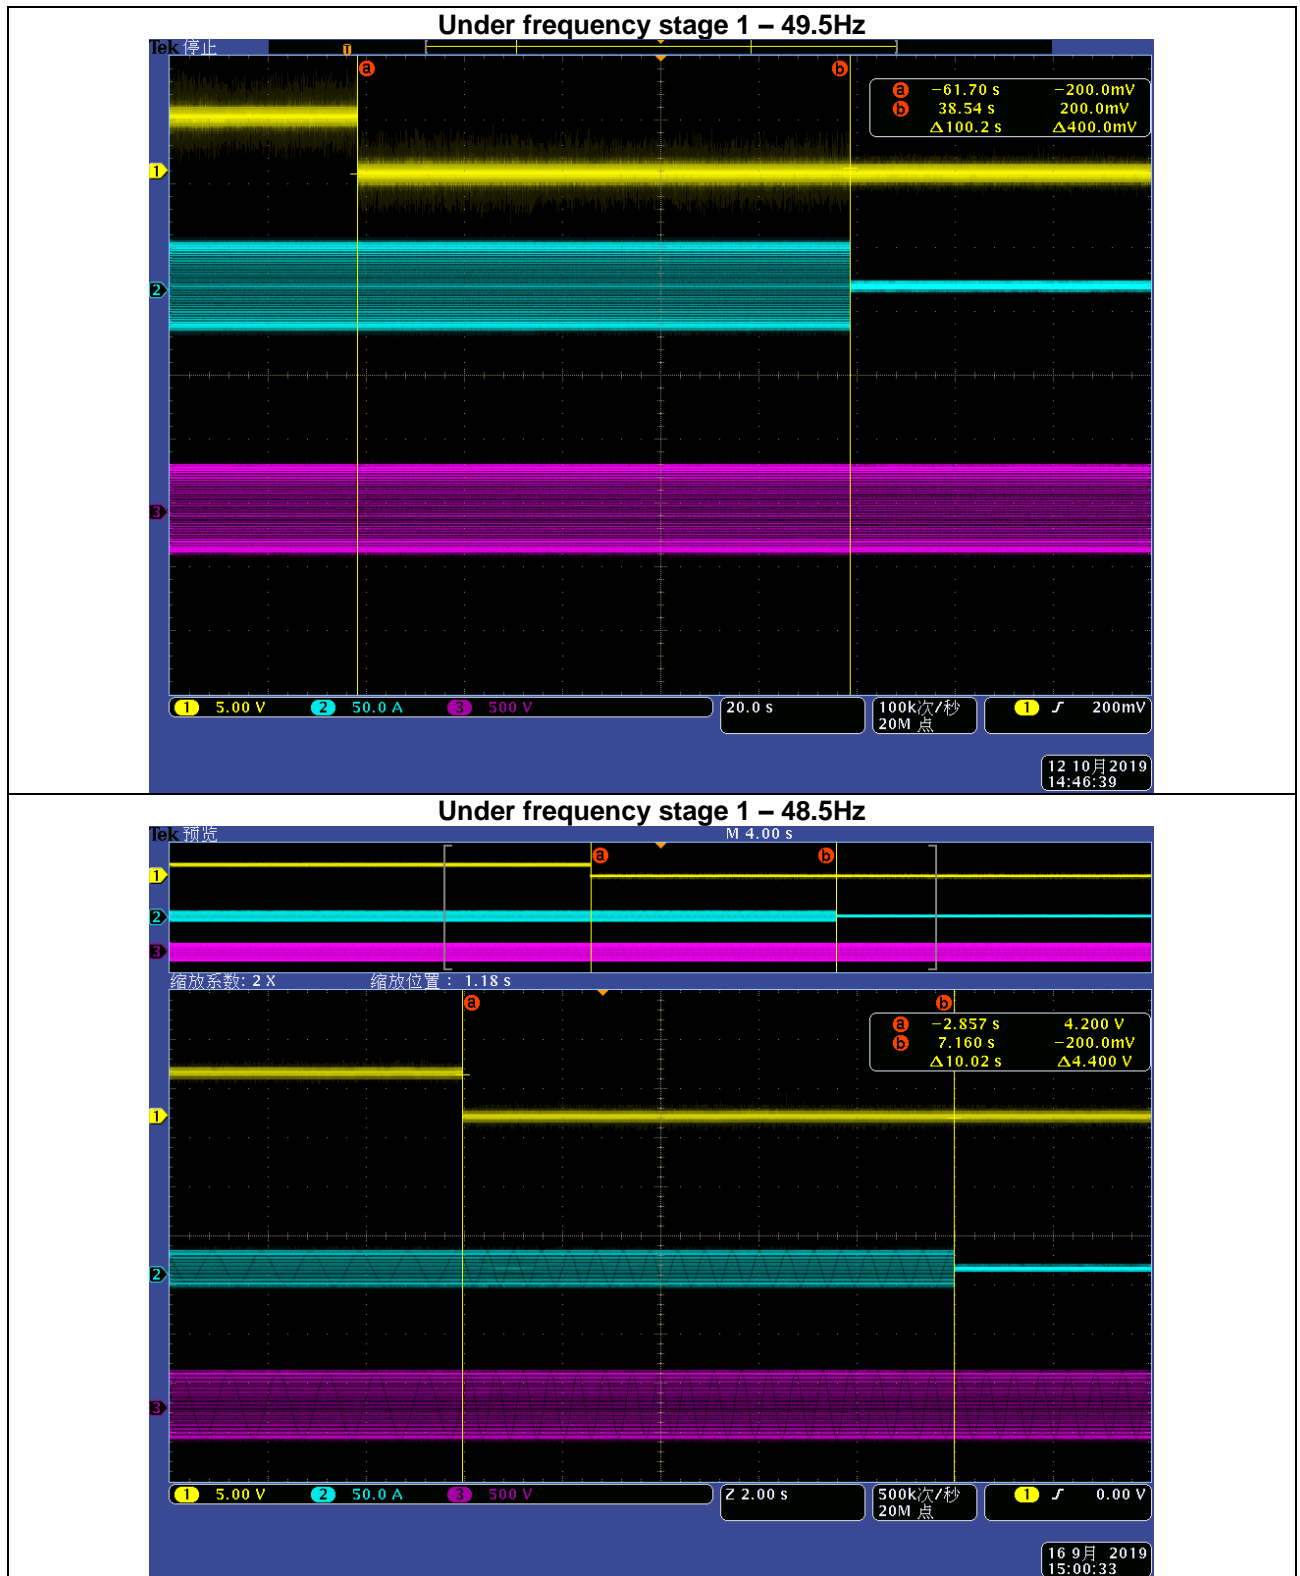 Under frequency stage 1 – 49.5Hz
Tek 停止
T
a b
a −61.70 s −200.0mV
b 38.54 s 200.0mV
Δ100.2 s Δ400.0mV
1
2
3
1 5.00 V 2 50.0 A 3 500 V 20.0 s 100k次/秒 1 200mV
20M 点
12 10月2019
14:46:39
Under frequency stage 1 – 48.5Hz
Tek 预览 M 4.00 s
a b
1
2
3
缩放系数: 2 X 缩放位置： 1.18 s
a b
a −2.857 s 4.200 V
b 7.160 s −200.0mV
Δ10.02 s Δ4.400 V
1
2
3
1 5.00 V 2 50.0 A 3 500 V Z 2.00 s 500k次/秒 1 0.00 V
20M 点
16 9月 2019
15:00:33